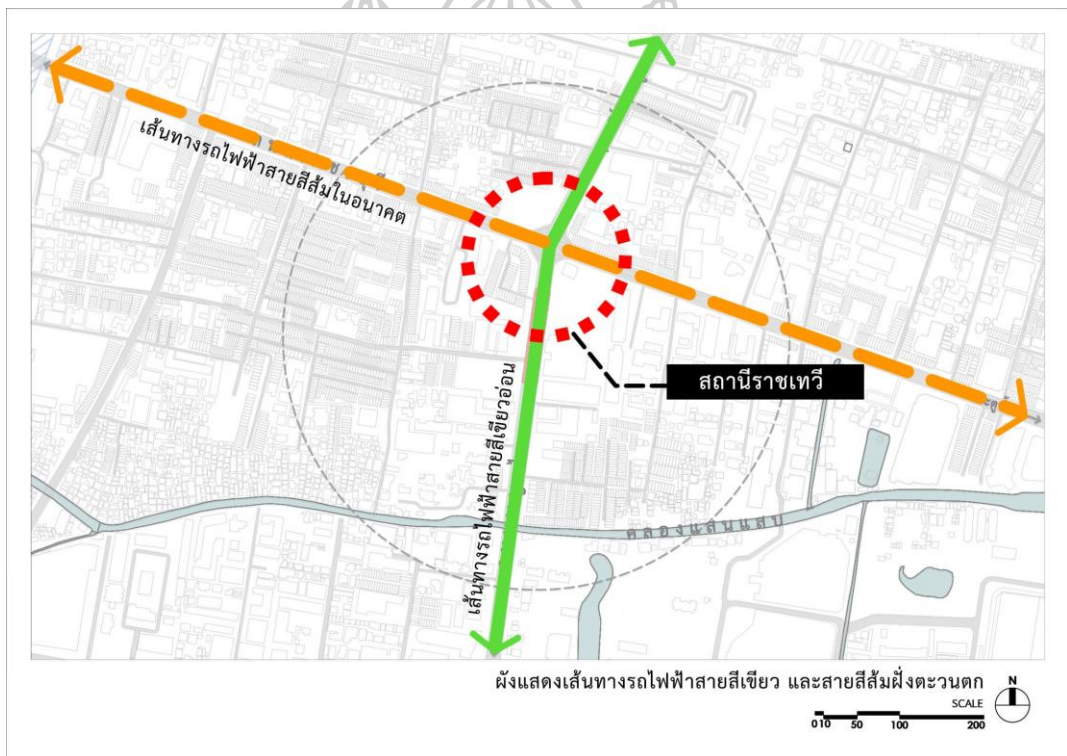 เส้นทางรถไฟฟ้าสายสีส้มในอนาคต
สถานีราชเทวี
เส้นทางรถไฟฟ้าสายสีเขียวอ่อน
คลองแสนแสบ
ผังแสดงเส้นทางรถไฟฟ้าสายสีเขียว และสายสีส้มฝั่งตะวันตก
N
SCALE
0 10 50 100 200